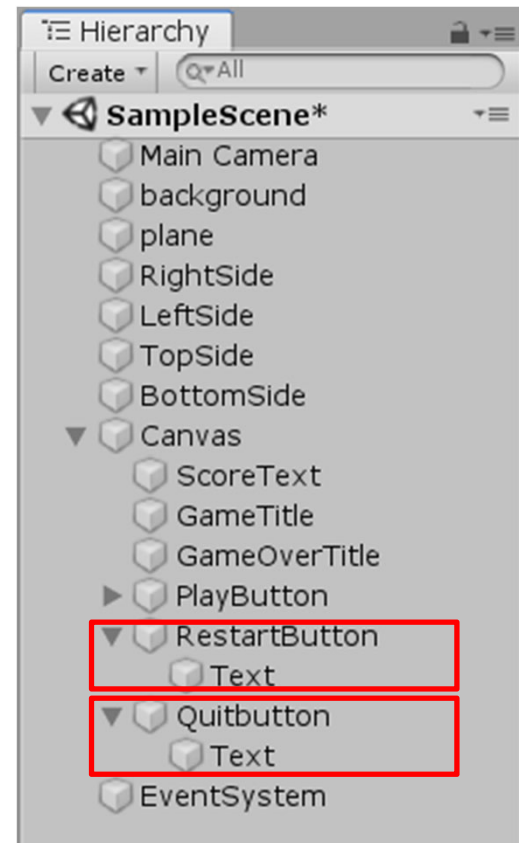 Hierarchy
Create All
SampleScene*
Main Camera
background
plane
RightSide
LeftSide
TopSide
BottomSide
Canvas
ScoreText
GameTitle
GameOverTitle
PlayButton
RestartButton
Text
Quitbutton
Text
EventSystem